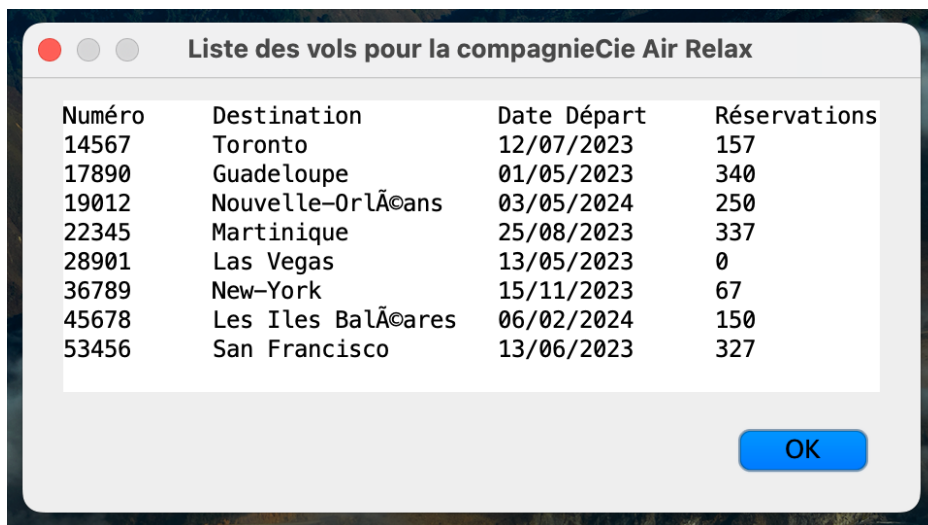 Liste des vols pour la compagnieCie Air Relax
Numéro Destination Date Départ Réservations
14567 Toronto 12/07/2023 157
17890 Guadeloupe 01/05/2023 340
19012 Nouvelle-OrlÃ©ans 03/05/2024 250
22345 Martinique 25/08/2023 337
28901 Las Vegas 13/05/2023 0
36789 New-York 15/11/2023 67
45678 Les Iles BalÃ©ares 06/02/2024 150
53456 San Francisco 13/06/2023 327
OK